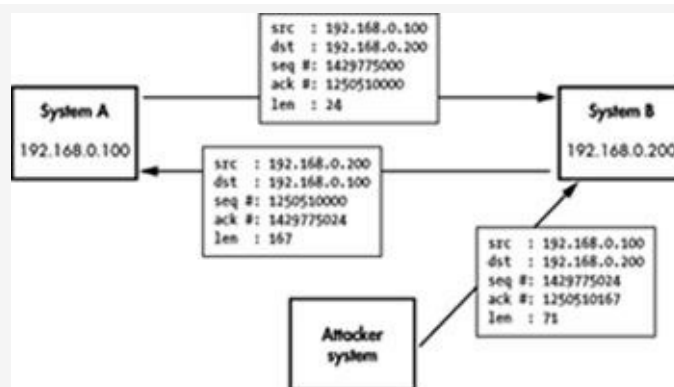 src : 192.168.0.100
dst : 192.168.0.200
seq #: 1429775000
ack #: 1250510000
len : 24
System A
192.168.0.100
System B
192.168.0.200
src : 192.168.0.200
dst : 192.168.0.100
seq #: 1250510000
ack #: 1429775024
len : 167
src : 192.168.0.100
dst : 192.168.0.200
seq #: 1429775024
ack #: 1250510167
len : 71
Attacker
system